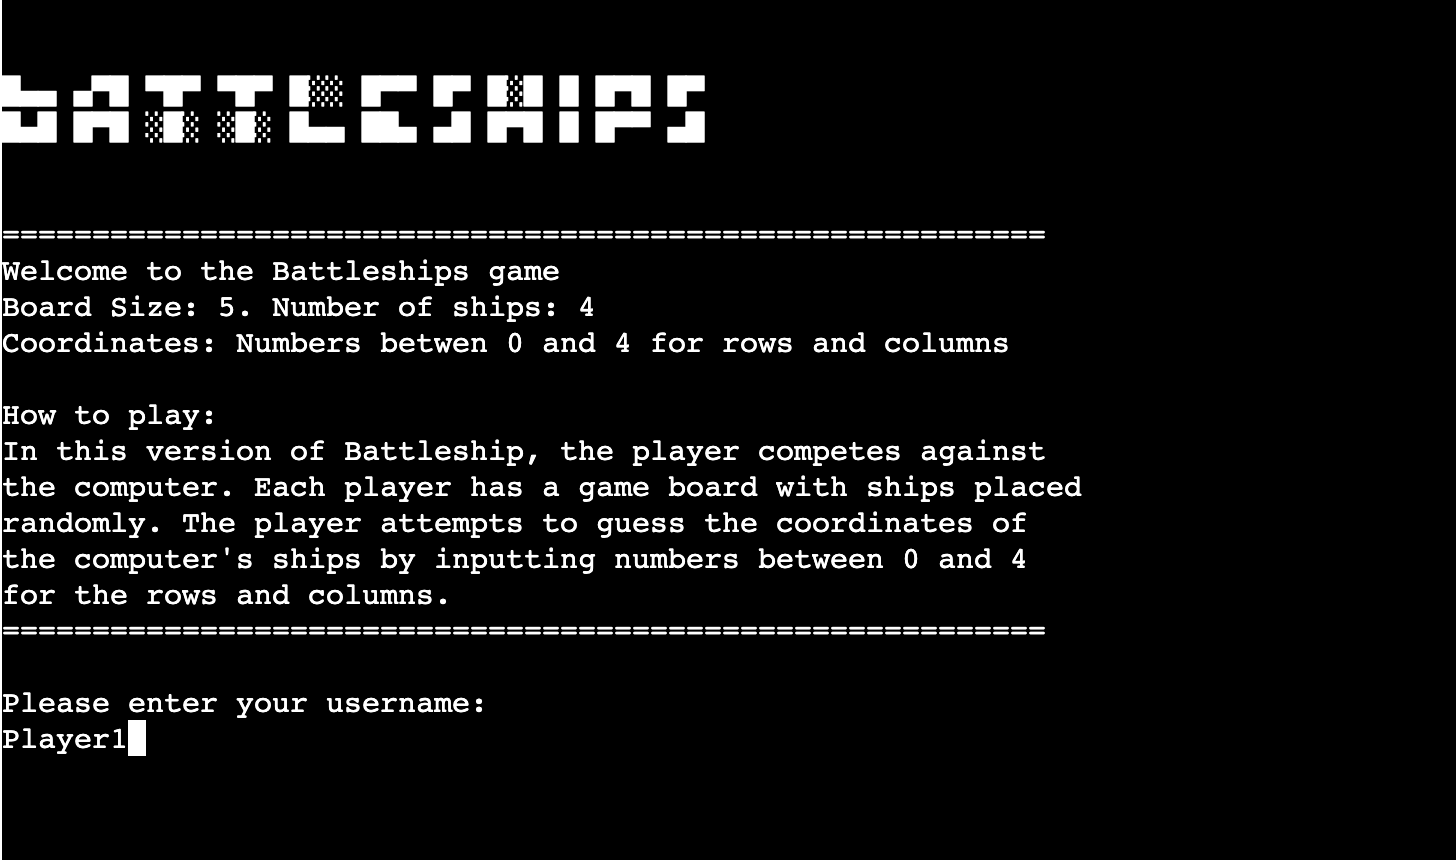 bATTLESHIPS
==========================================================
Welcome to the Battleships game
Board Size: 5. Number of ships: 4
Coordinates: Numbers betwen 0 and 4 for rows and columns
How to play:
In this version of Battleship, the player competes against
the computer. Each player has a game board with ships placed
randomly. The player attempts to guess the coordinates of
the computer's ships by inputting numbers between 0 and 4
for the rows and columns.
==========================================================
Please enter your username:
Player1